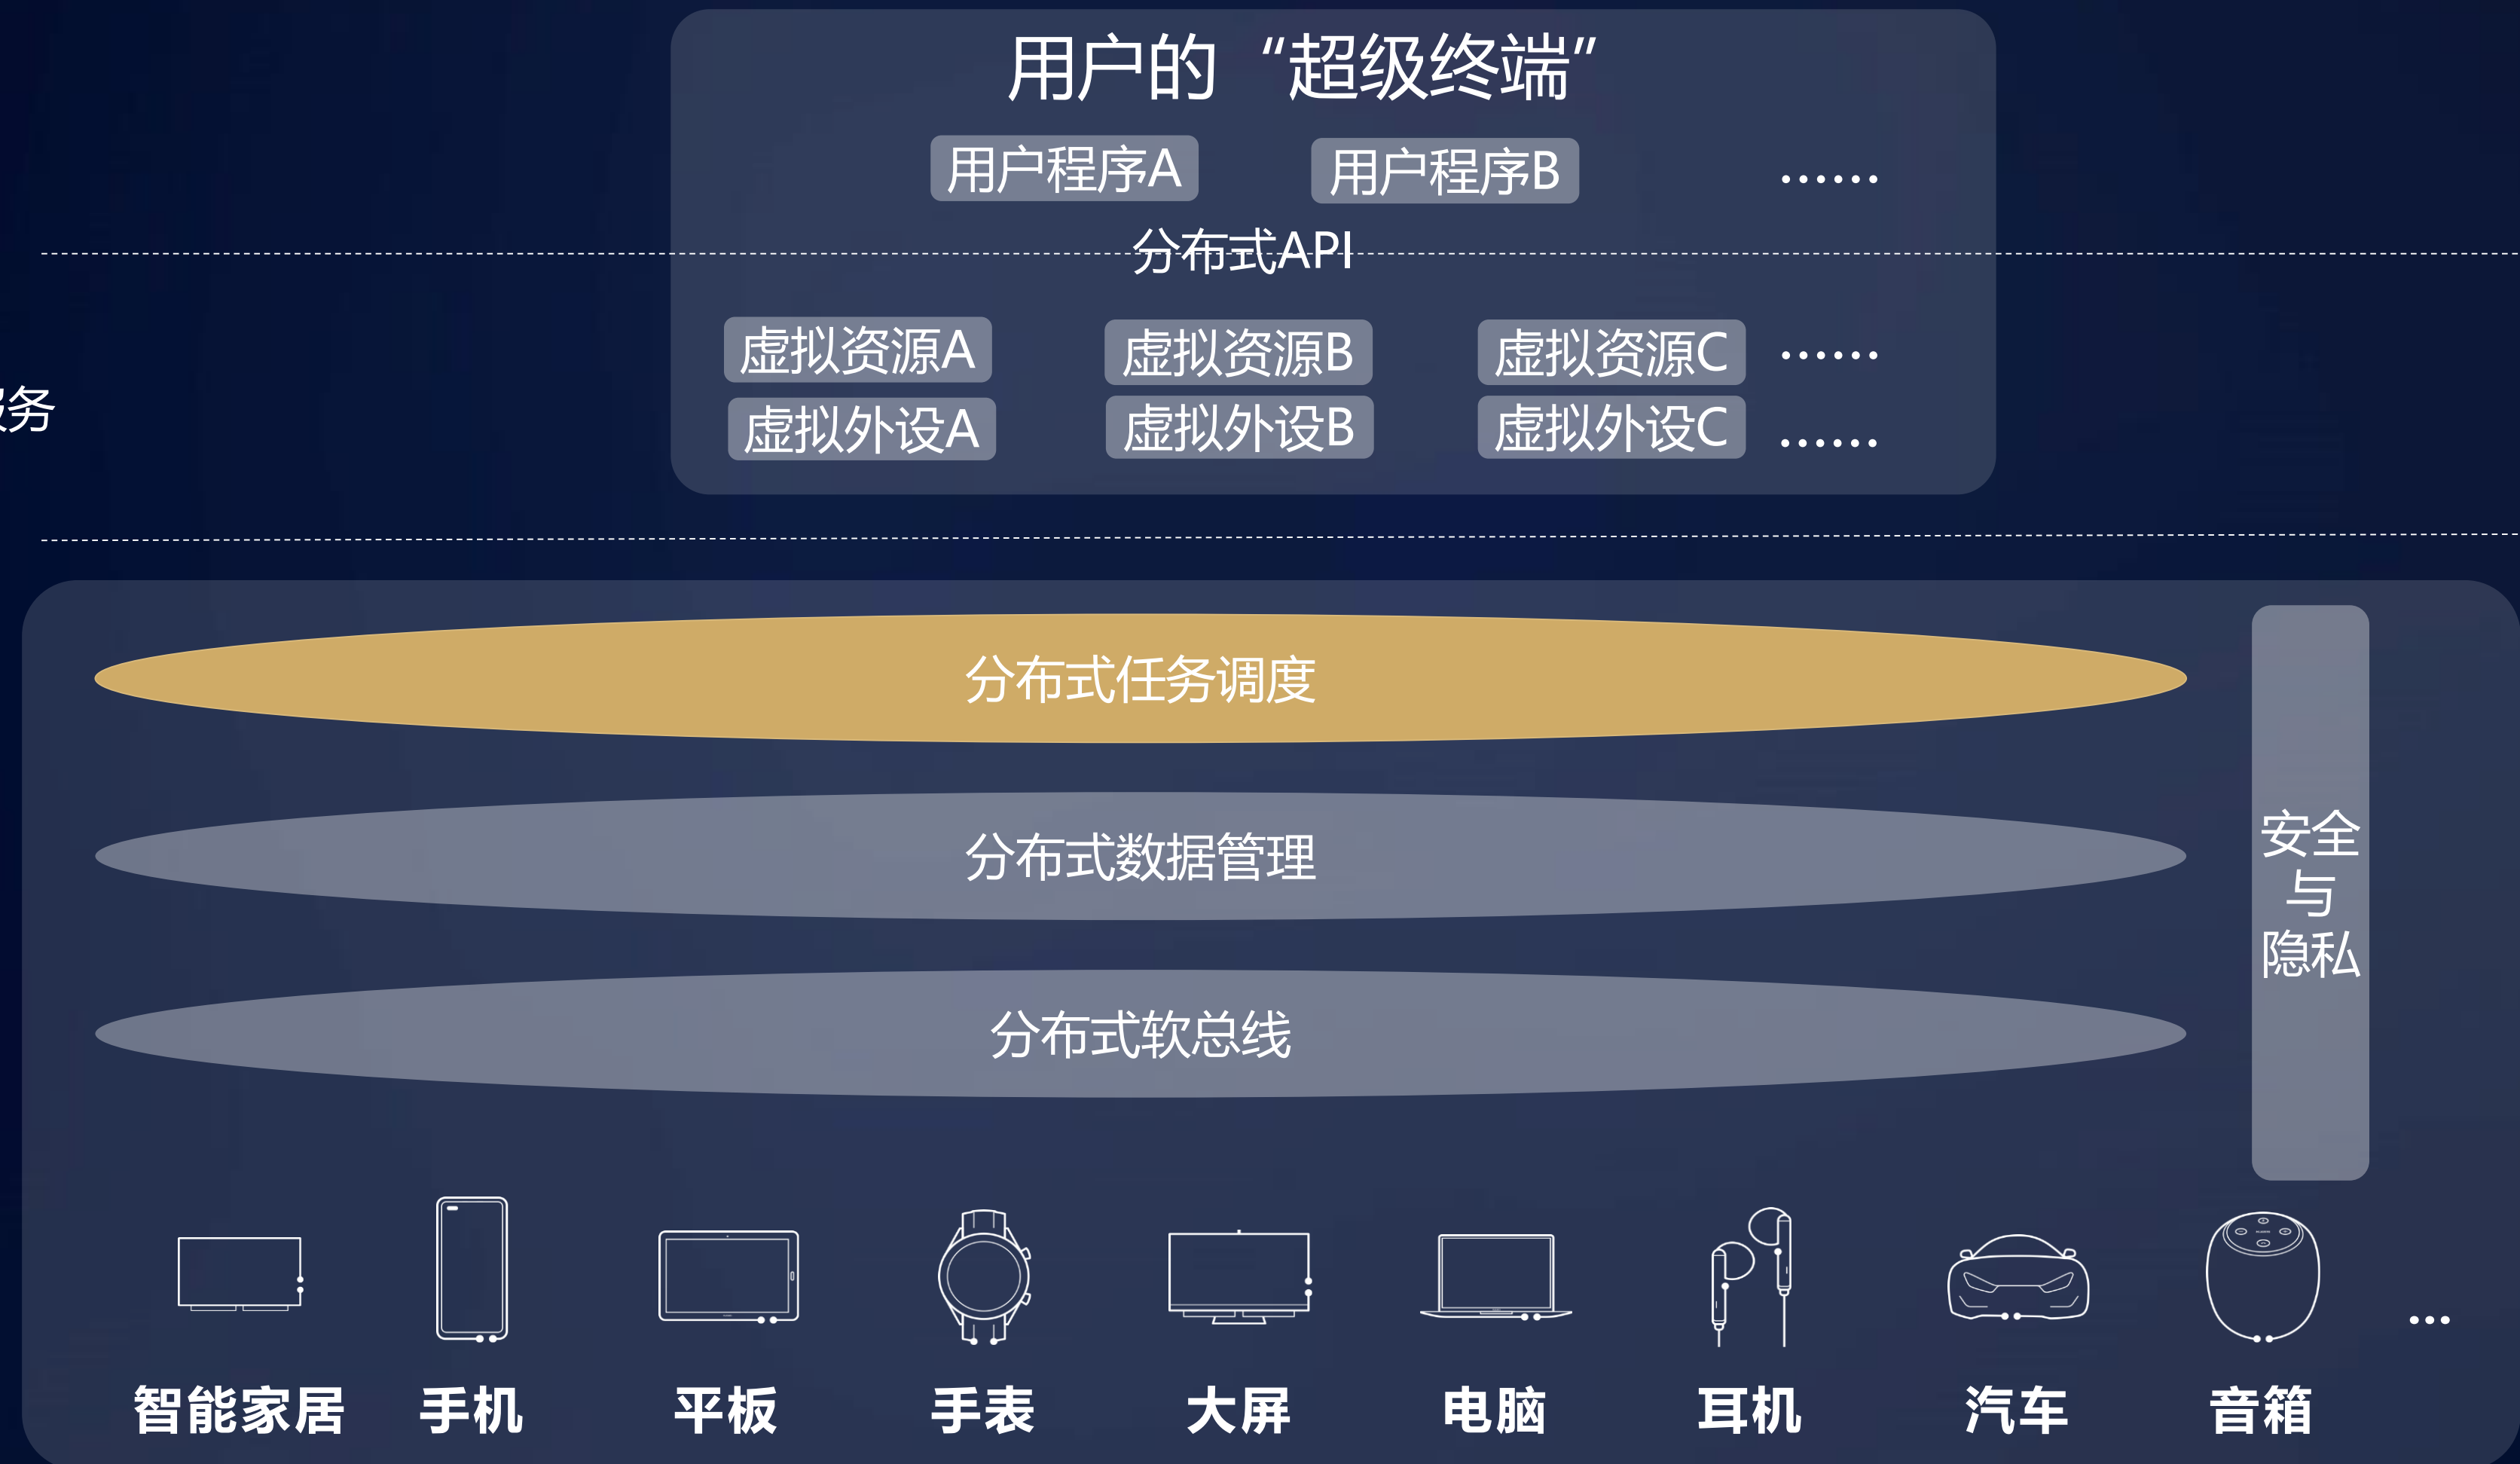 用户的“超级终端”
用户程序A 用户程序B ……
分布式API
虚拟资源A 虚拟资源B 虚拟资源C ……
务
虚拟外设A 虚拟外设B 虚拟外设C ……
分布式任务调度
分布式数据管理
安全
与
隐私
分布式软总线
…
智能家居 手机 平板 手表 大屏 电脑 耳机 汽车 音箱